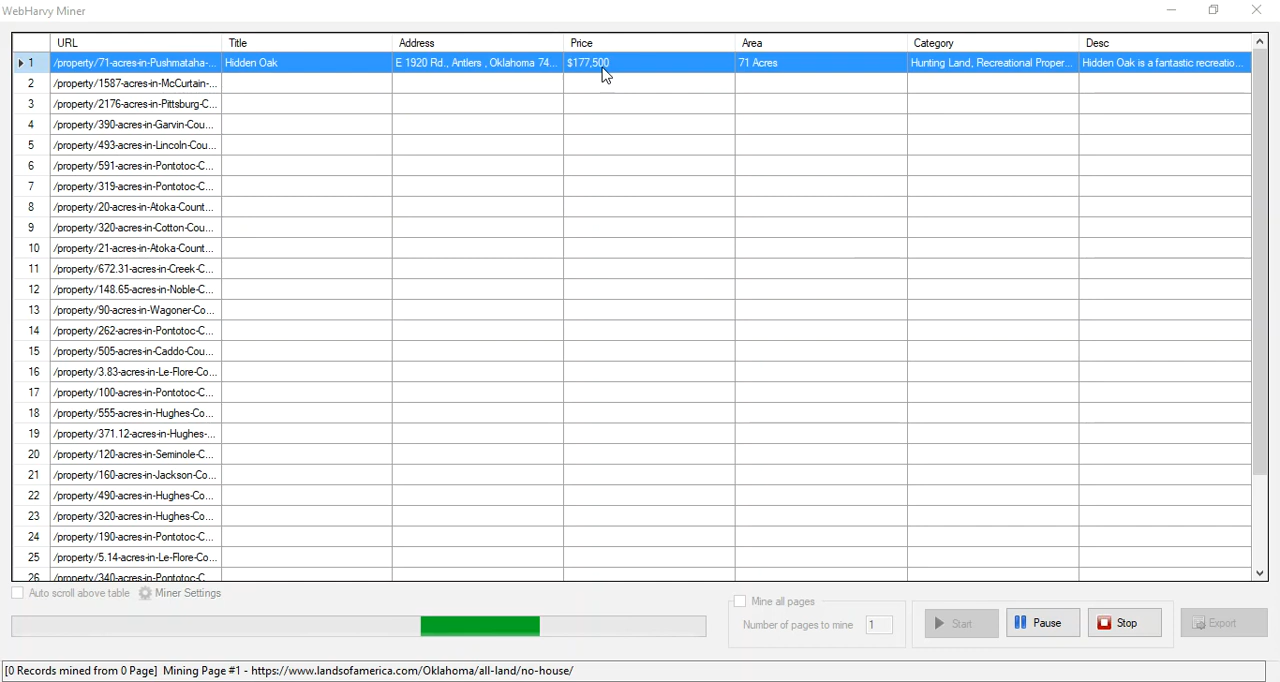 WebHarvy Miner
URL Title Address Price Area Category Desc
1 /property/71-acres-in-Pushmataha-... Hidden Oak E 1920 Rd., Antlers , Oklahoma 74... $177,500 71 Acres Hunting Land, Recreational Proper... Hidden Oak is a fantastic recreatio...
2 /property/1587-acres-in-McCurtain-...
3 /property/2176-acres-in-Pittsburg-C...
4 /property/390-acres-in-Garvin-Cou...
5 /property/493-acres-in-Lincoln-Cou...
6 /property/591-acres-in-Pontotoc-C...
7 /property/319-acres-in-Pontotoc-C...
8 /property/20-acres-in-Atoka-Count...
9 /property/320-acres-in-Cotton-Cou...
10 /property/21-acres-in-Atoka-Count...
11 /property/672.31-acres-in-Creek-C...
12 /property/148.65-acres-in-Noble-C...
13 /property/90-acres-in-Wagoner-Co...
14 /property/262-acres-in-Pontotoc-C...
15 /property/505-acres-in-Caddo-Cou...
16 /property/3.83-acres-in-Le-Flore-Co...
17 /property/100-acres-in-Pontotoc-C...
18 /property/555-acres-in-Hughes-Co...
19 /property/371.12-acres-in-Hughes-...
20 /property/120-acres-in-Seminole-C...
21 /property/160-acres-in-Jackson-Co...
22 /property/490-acres-in-Hughes-Co...
23 /property/320-acres-in-Hughes-Co...
24 /property/190-acres-in-Pontotoc-C...
25 /property/5.14-acres-in-Le-Flore-Co...
26 /property/340-acres-in-Pontotoc-C
Auto scroll above table Miner Settings
Mine all pages
Number of pages to mine 1
Start Pause Stop Export
[0 Records mined from 0 Page] Mining Page #1 - https://www.landsofamerica.com/Oklahoma/all-land/no-house/